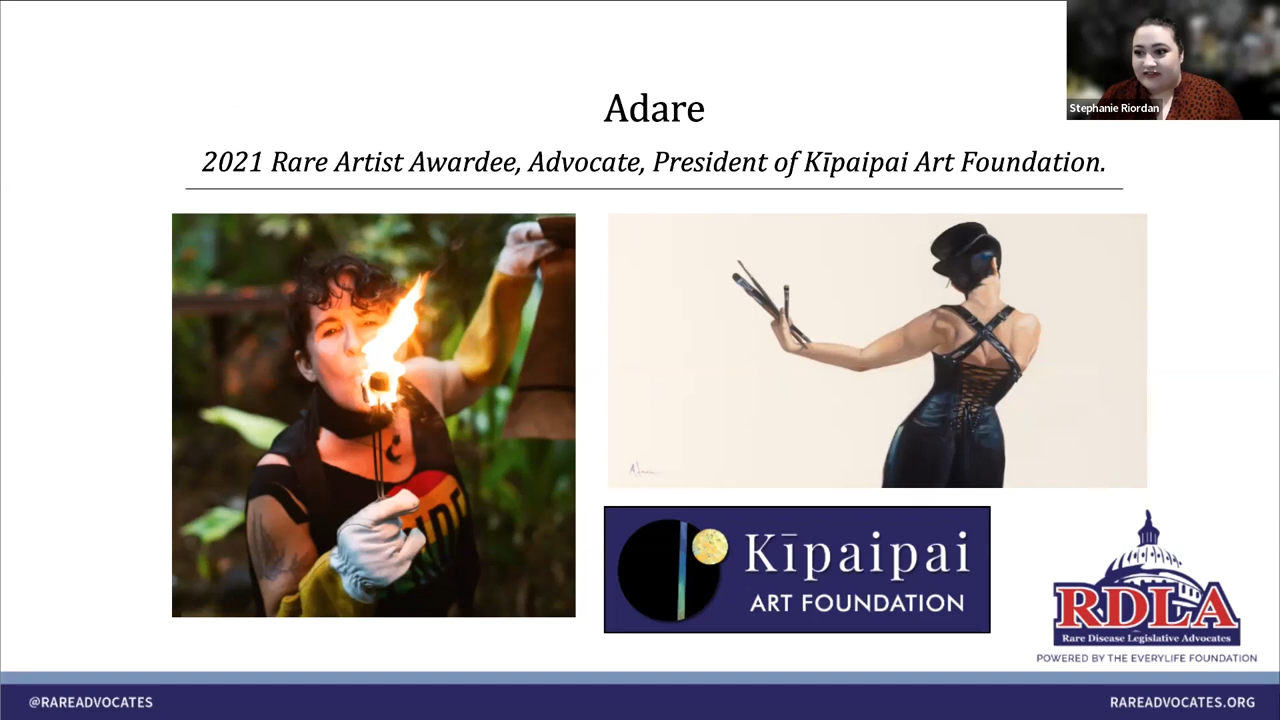 Stephanie Riordan
Adare
2021 Rare Artist Awardee, Advocate, President of Kīpaipai Art Foundation.
Kīpaipai
ART FOUNDATION
RDLA
Rare Disease Legislative Advocates
POWERED BY THE EVERYLIFE FOUNDATION
@RAREADVOCATES
RAREADVOCATES.ORG